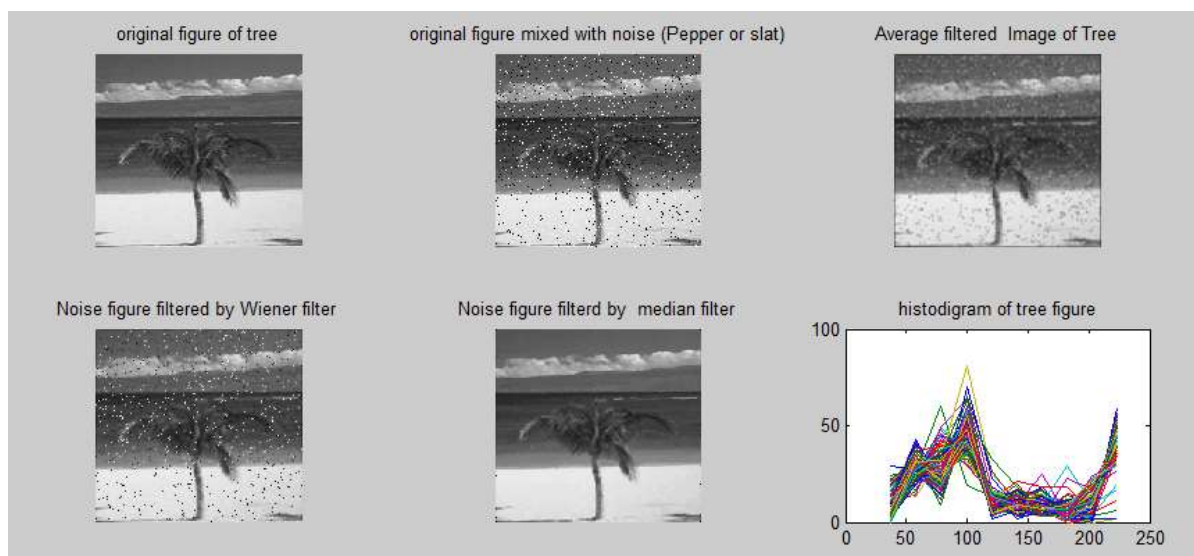 original figure of tree
original figure mixed with noise (Pepper or slat)
Average filtered Image of Tree
Noise figure filtered by Wiener filter
Noise figure filterd by median filter
histodigram of tree figure
100
50
0
0 50 100 150 200 250